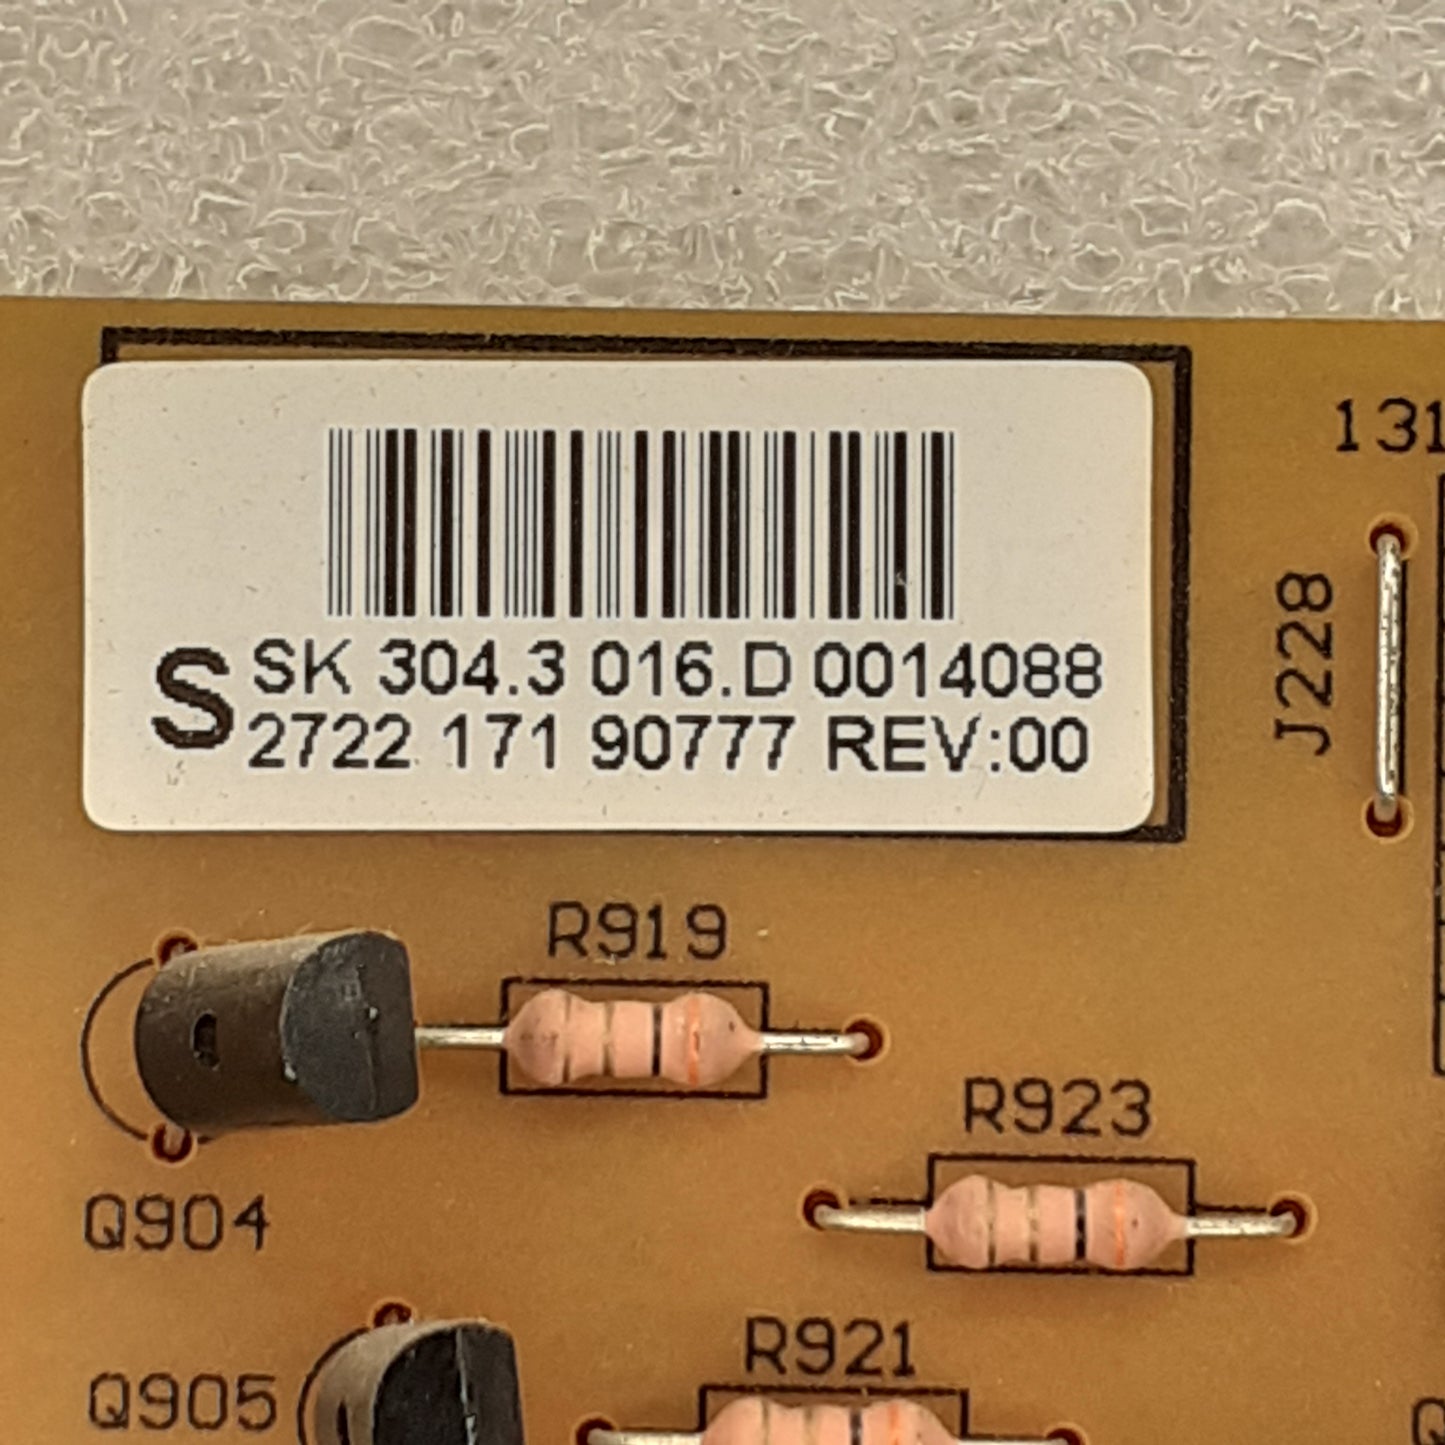 S
SK 304.3 016.D 0014088
2722 171 90777 REV:00
131
J228
R919
R923
Q904
R921
Q905
Q